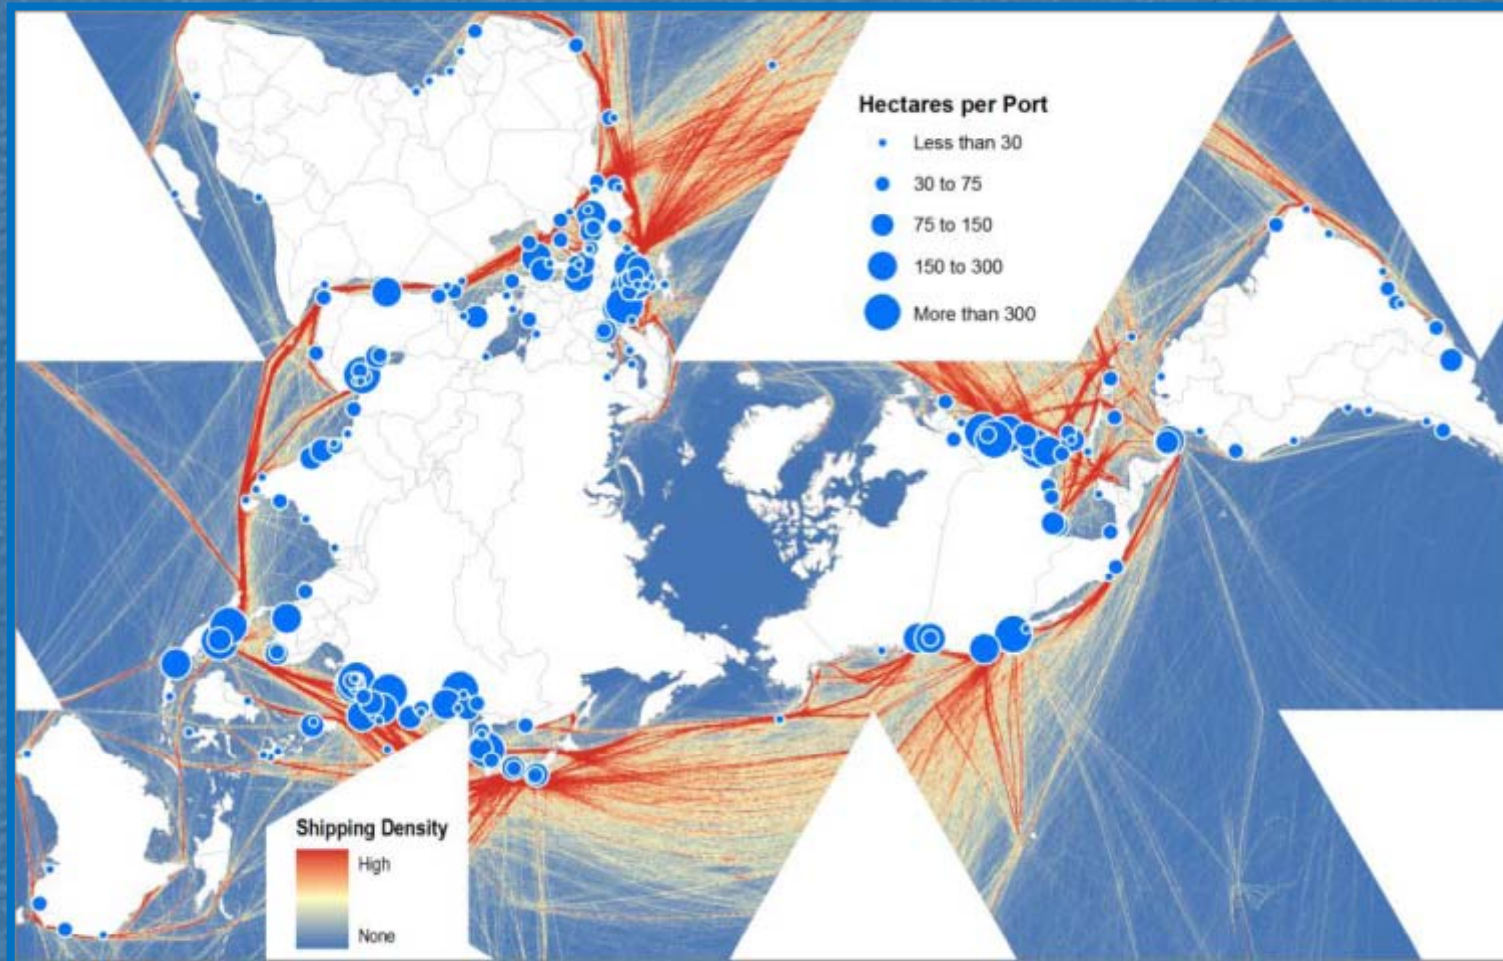 Hectares per Port
Less than 30
30 to 75
75 to 150
150 to 300
More than 300
Shipping Density
High
None